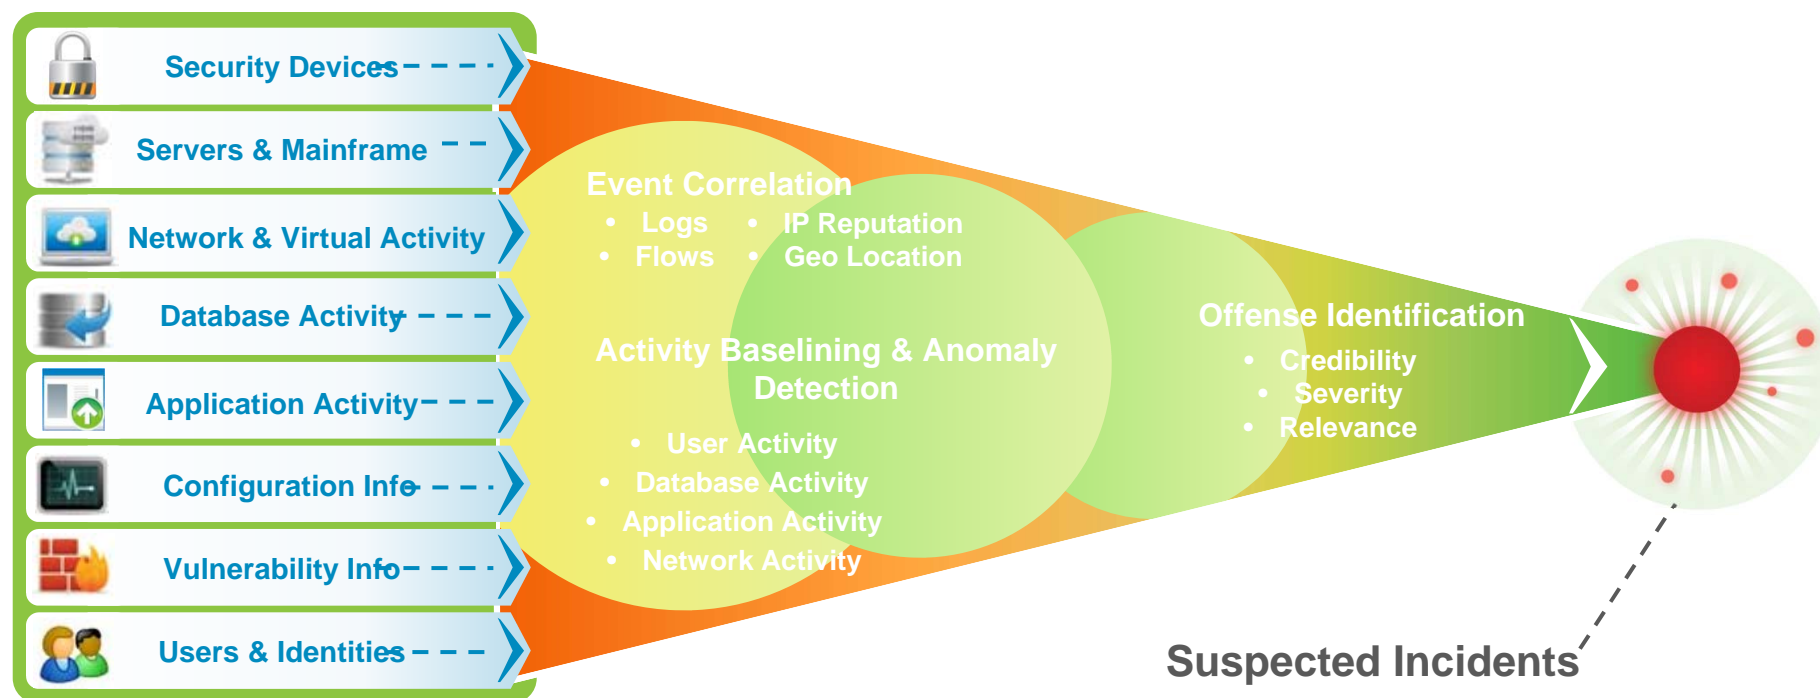 Security Devices
Servers & Mainframe
Network & Virtual Activity
Database Activity
Application Activity
Configuration Info
Vulnerability Info
Users & Identities
Event Correlation
• Logs • IP Reputation
• Flows • Geo Location
Activity Baselining & Anomaly
Detection
• User Activity
• Database Activity
• Application Activity
• Network Activity
Offense Identification
• Credibility
• Severity
• Relevance
Suspected Incidents